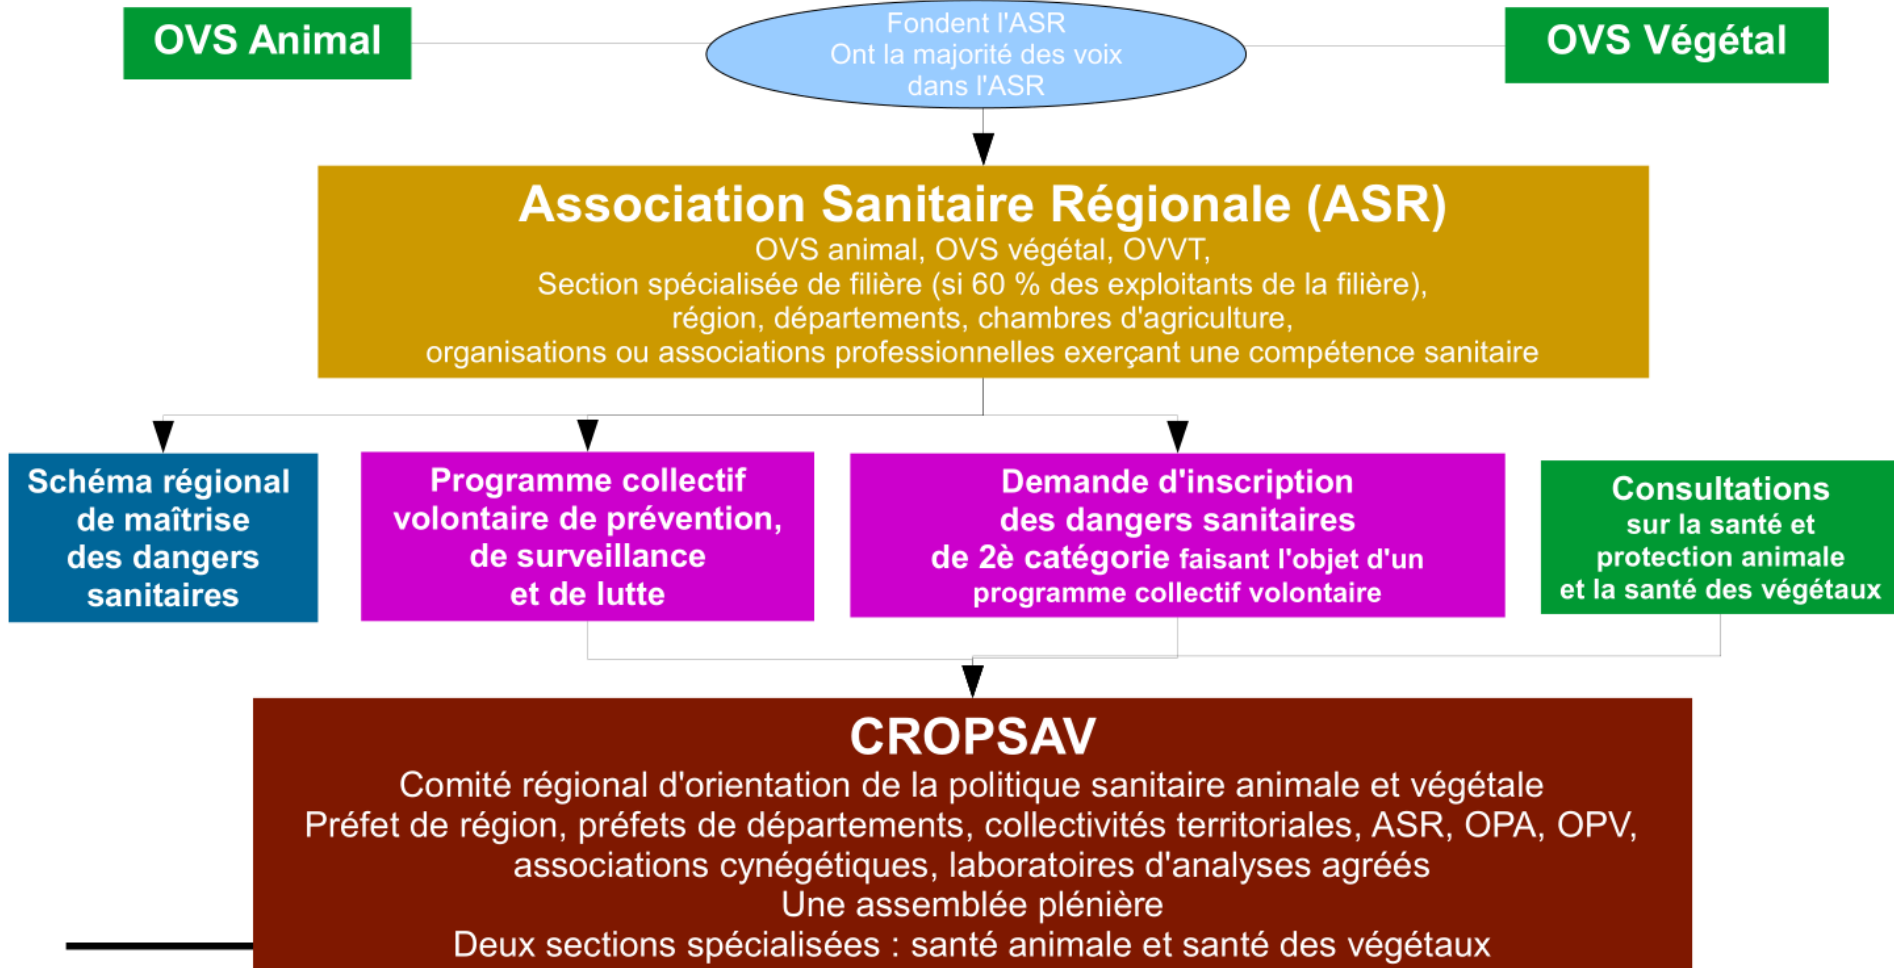 OVS Animal
Fondent l'ASR
Ont la majorité des voix
dans l'ASR
OVS Végétal
Association Sanitaire Régionale (ASR)
OVS animal, OVS végétal, OVVT,
Section spécialisée de filière (si 60 % des exploitants de la filière),
région, départements, chambres d'agriculture,
organisations ou associations professionnelles exerçant une compétence sanitaire
Schéma régional
de maîtrise
des dangers
sanitaires
Programme collectif
volontaire de prévention,
de surveillance
et de lutte
Demande d'inscription
des dangers sanitaires
de 2è catégorie faisant l'objet d'un
programme collectif volontaire
Consultations
sur la santé et
protection animale
et la santé des végétaux
CROPSAV
Comité régional d'orientation de la politique sanitaire animale et végétale
Préfet de région, préfets de départements, collectivités territoriales, ASR, OPA, OPV,
associations cynégétiques, laboratoires d'analyses agréés
Une assemblée plénière
Deux sections spécialisées : santé animale et santé des végétaux